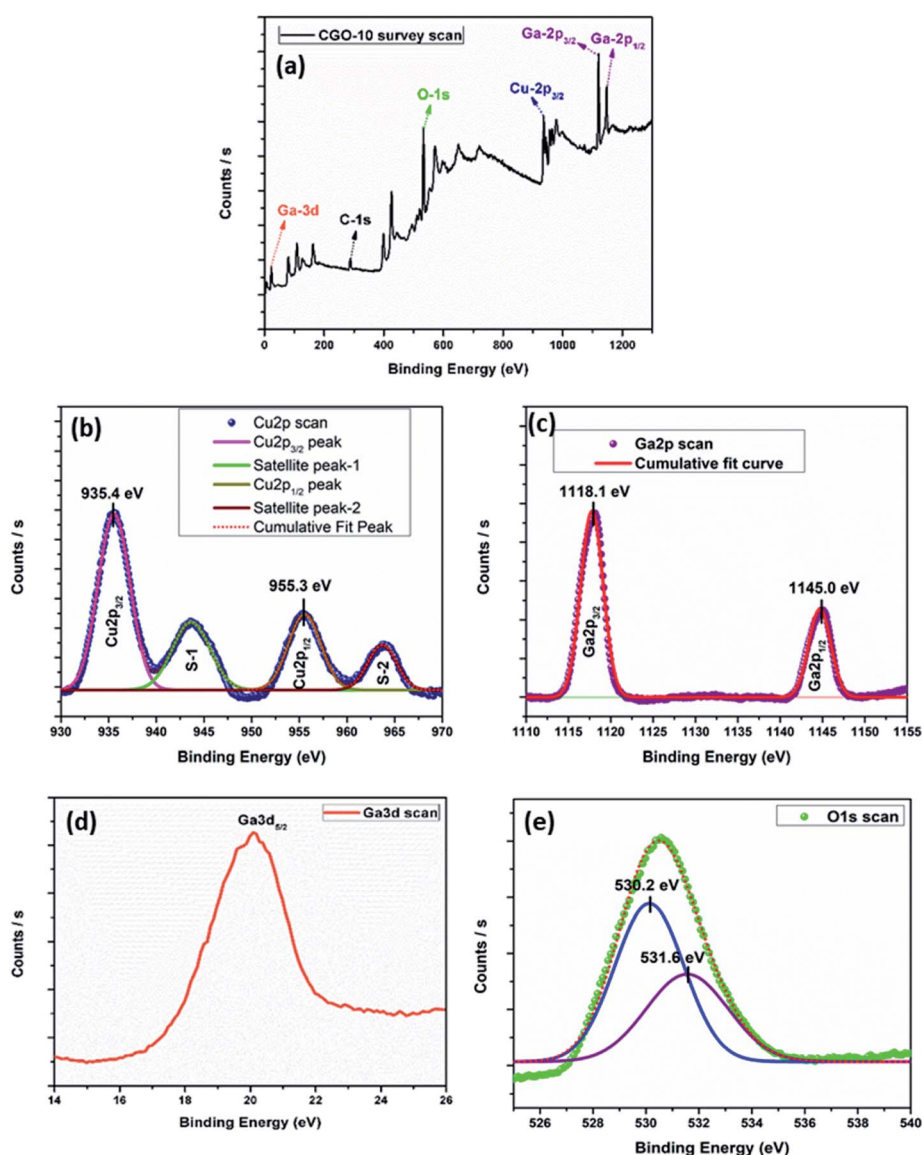 CGO-10 survey scan
(a)
Ga-2p3/2
Ga-2p1/2
Cu-2p3/2
O-1s
C-1s
Ga-3d
Counts / s
0 200 400 600 800 1000 1200
Binding Energy (eV)
(b)
Cu2p scan
Cu2p3/2 peak
Satellite peak-1
Cu2p1/2 peak
Satellite peak-2
Cumulative Fit Peak
935.4 eV
955.3 eV
Cu2p3/2
S-1
Cu2p1/2
S-2
Counts / s
930 935 940 945 950 955 960 965 970
Binding Energy (eV)
(c)
Ga2p scan
Cumulative fit curve
1118.1 eV
1145.0 eV
Ga2p3/2
Ga2p1/2
Counts / s
1110 1115 1120 1125 1130 1135 1140 1145 1150 1155
Binding Energy (eV)
(d)
Ga3d scan
Ga3d5/2
Counts / s
14 16 18 20 22 24 26
Binding Energy (eV)
(e)
O1s scan
530.2 eV
531.6 eV
Counts / s
526 528 530 532 534 536 538 540
Binding Energy (eV)